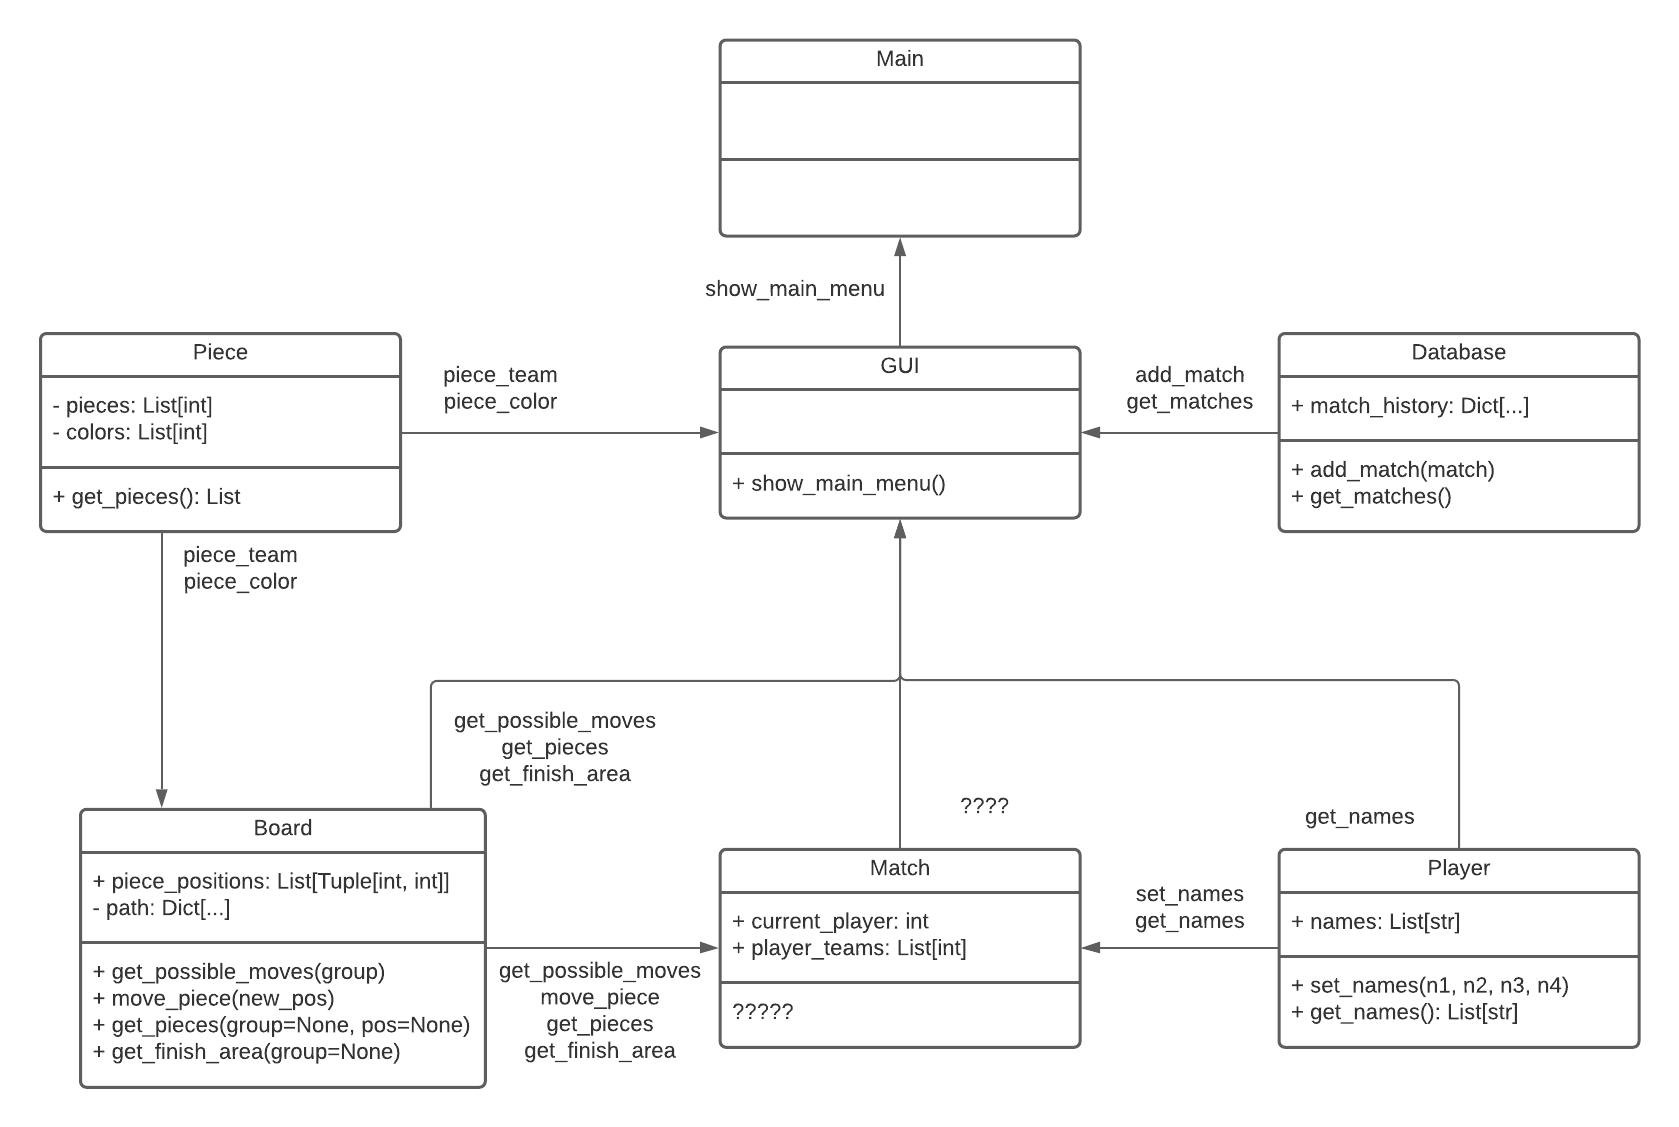 Main
show_main_menu
Piece
- pieces: List[int]
- colors: List[int]
+ get_pieces(): List
piece_team
piece_color
GUI
+ show_main_menu()
add_match
get_matches
Database
+ match_history: Dict[...]
+ add_match(match)
+ get_matches()
piece_team
piece_color
get_possible_moves
get_pieces
get_finish_area
????
get_names
Board
+ piece_positions: List[Tuple[int, int]]
- path: Dict[...]
+ get_possible_moves(group)
+ move_piece(new_pos)
+ get_pieces(group=None, pos=None)
+ get_finish_area(group=None)
get_possible_moves
move_piece
get_pieces
get_finish_area
Match
+ current_player: int
+ player_teams: List[int]
?????
set_names
get_names
Player
+ names: List[str]
+ set_names(n1, n2, n3, n4)
+ get_names(): List[str]